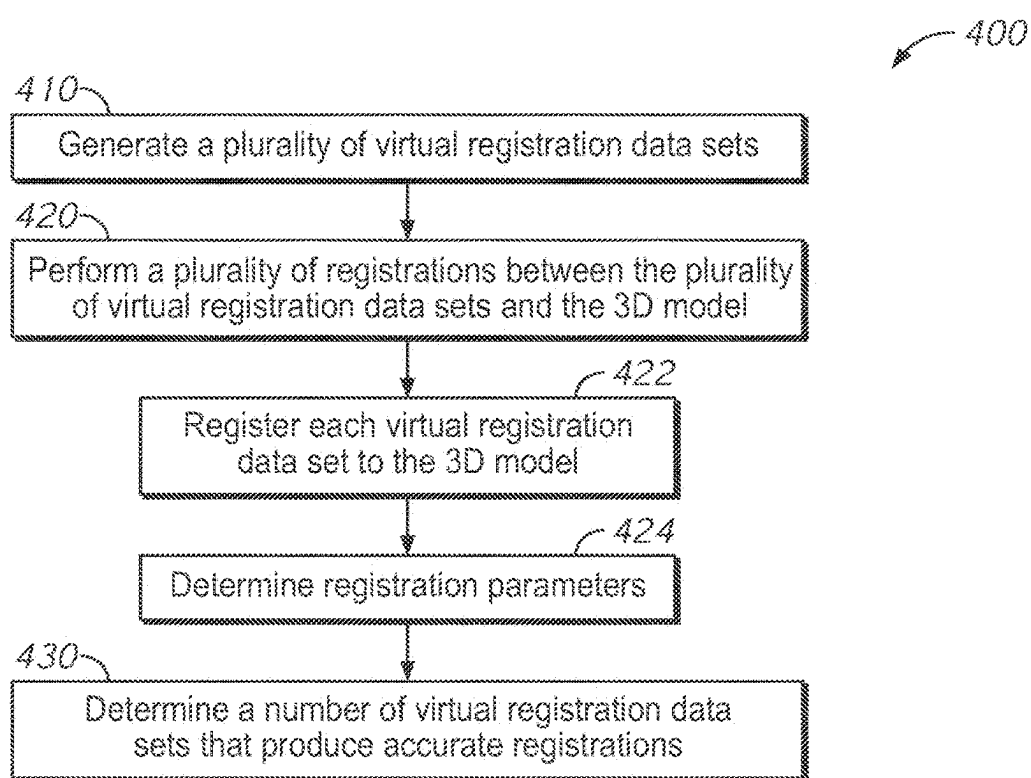 400
410
Generate a plurality of virtual registration data sets
420
Perform a plurality of registrations between the plurality
of virtual registration data sets and the 3D model
422
Register each virtual registration
data set to the 3D model
424
Determine registration parameters
430
Determine a number of virtual registration data
sets that produce accurate registrations